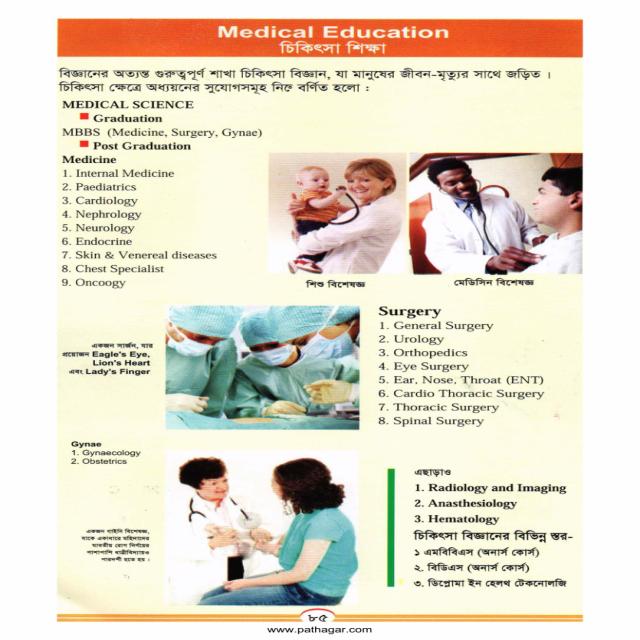 Medical Education
চিকিৎসা শিক্ষা
বিজ্ঞানের অত্যন্ত গুরুত্বপূর্ণ শাখা চিকিৎসা বিজ্ঞান, যা মানুষের জীবন-মৃত্যুর সাথে জড়িত ।
চিকিৎসা ক্ষেত্রে অধ্যয়নের সুযোগসমূহ নিম্নে বর্ণিত হলো :
MEDICAL SCIENCE
Graduation
MBBS (Medicine, Surgery, Gynae)
Post Graduation
Medicine
1. Internal Medicine
2. Paediatrics
3. Cardiology
4. Nephrology
5. Neurology
6. Endocrine
7. Skin & Venereal diseases
8. Chest Specialist
9. Oncoogy
শিশু বিশেষজ্ঞ
মেডিসিন বিশেষজ্ঞ
একজন সার্জন, যার
প্রয়োজন Eagle's Eye,
Lion's Heart
এবং Lady's Finger
Surgery
1. General Surgery
2. Urology
3. Orthopedics
4. Eye Surgery
5. Ear, Nose, Throat (ENT)
6. Cardio Thoracic Surgery
7. Thoracic Surgery
8. Spinal Surgery
Gynae
1. Gynaecology
2. Obstetrics
একজন গাইনি বিশেষজ্ঞ,
যাকে একাধারে মহিলাদের
যাবতীয় রোগ নির্ণয়ের
পাশাপাশি ধাত্রীবিদ্যায়ও
পারদর্শী হতে হয় ।
এছাড়াও
1. Radiology and Imaging
2. Anasthesiology
3. Hematology
চিকিৎসা বিজ্ঞানের বিভিন্ন স্তর-
১ এমবিবিএস (অনার্স কোর্স)
২. বিডিএস (অনার্স কোর্স)
৩. ডিপ্লোমা ইন হেলথ টেকনোলজি
৮৫
www.pathagar.com